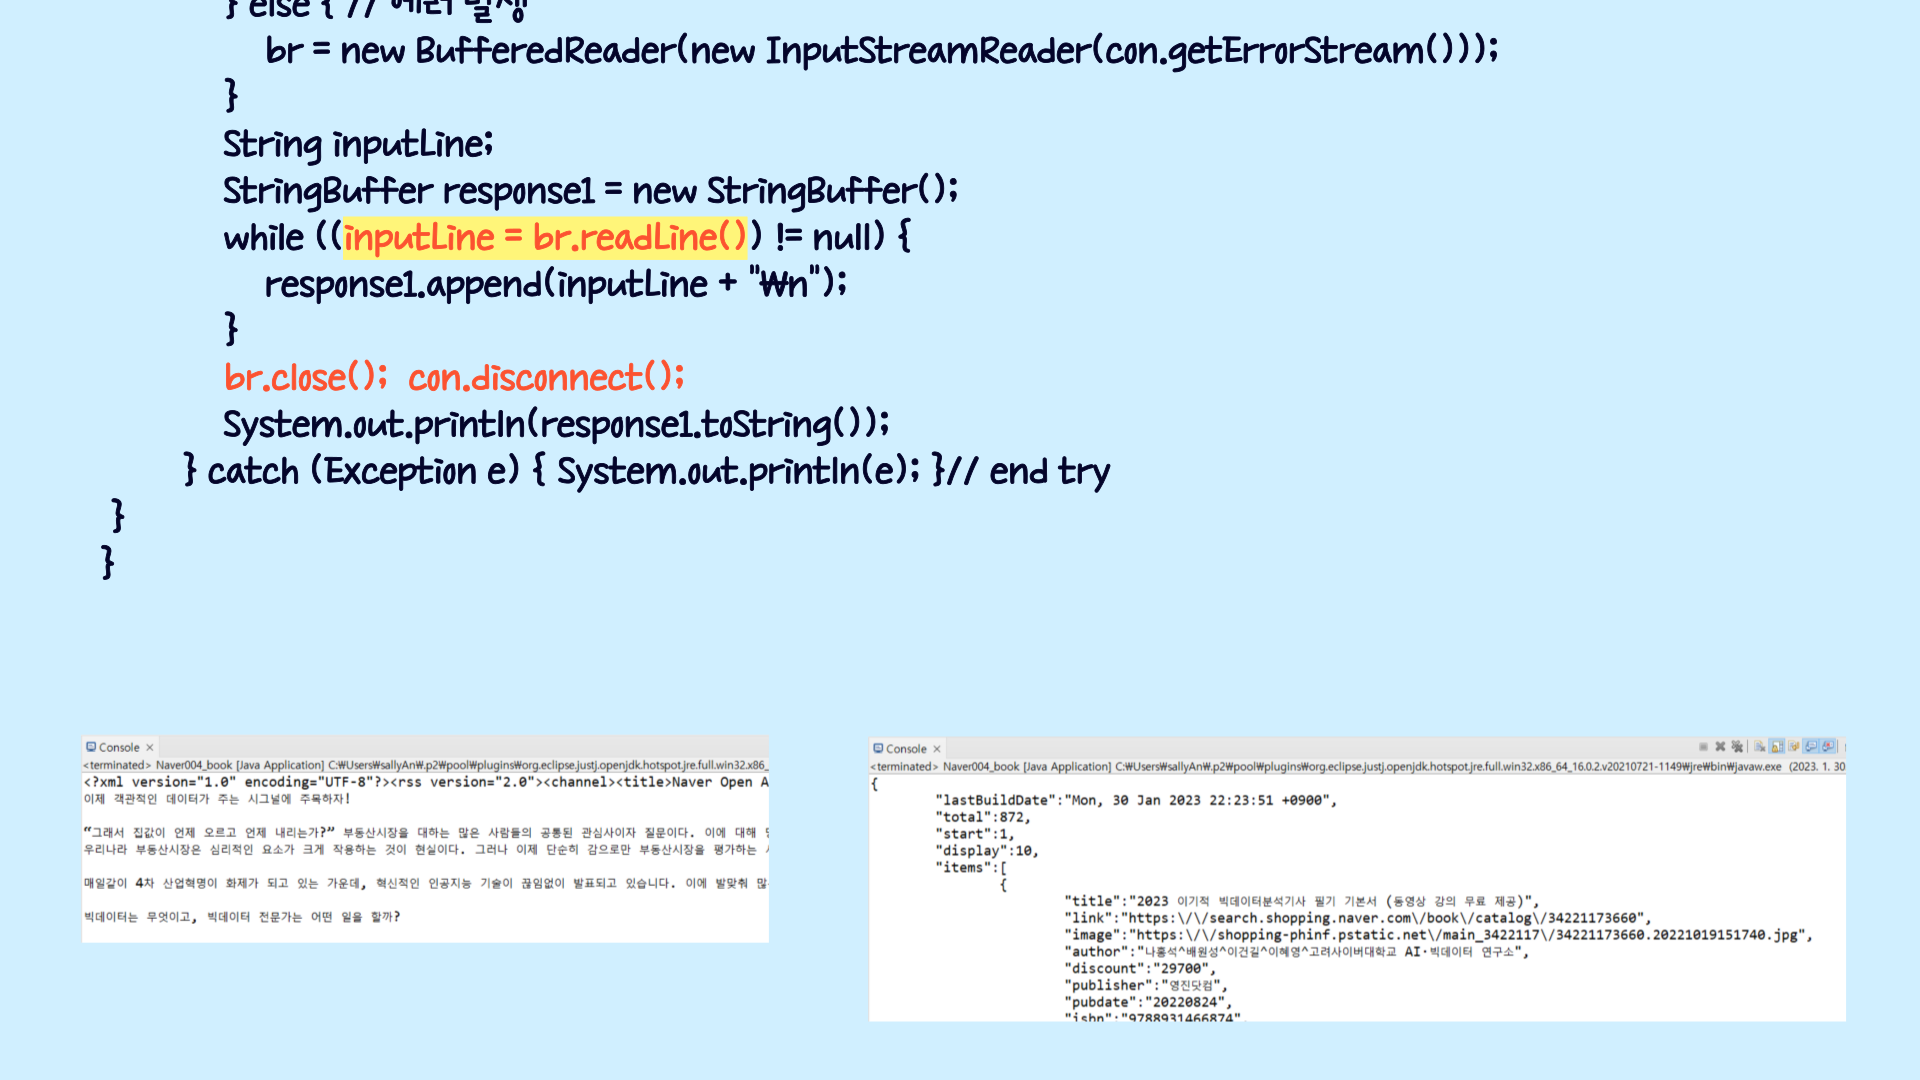 } else { // 에러 발생
br = new BufferedReader(new InputStreamReader(con.getErrorStream()));
}
String inputLine;
StringBuffer response1 = new StringBuffer();
while ((inputLine = br.readLine()) != null) {
response1.append(inputLine + "₩n");
}
br.close();  con.disconnect();
System.out.println(response1.toString());
} catch (Exception e) { System.out.println(e); }// end try
}
}
Console
<terminated> Naver004_book [Java Application] C:₩Users₩sallyAn₩.p2₩pool₩plugins₩org.eclipse.justj.openjdk.hotspot.jre.full.win32.x86_
<?xml version="1.0" encoding="UTF-8"?><rss version="2.0"><channel><title>Naver Open A
이제 객관적인 데이터가 주는 시그널에 주목하자!
“그래서 집값이 언제 오르고 언제 내리는가?” 부동산시장을 대하는 많은 사람들의 공통된 관심사이자 질문이다. 이에 대해
우리나라 부동산시장은 심리적인 요소가 크게 작용하는 것이 현실이다. 그러나 이제 단순히 감으로만 부동산시장을 평가하는
매일같이 4차 산업혁명이 화제가 되고 있는 가운데, 혁신적인 인공지능 기술이 끊임없이 발표되고 있습니다. 이에 발맞춰 많
빅데이터는 무엇이고, 빅데이터 전문가는 어떤 일을 할까?
Console
<terminated> Naver004_book [Java Application] C:₩Users₩sallyAn₩.p2₩pool₩plugins₩org.eclipse.justj.openjdk.hotspot.jre.full.win32.x86_64_16.0.2.v20210721-1149₩jre₩bin₩javaw.exe (2023. 1. 30
{
"lastBuildDate":"Mon, 30 Jan 2023 22:23:51 +0900",
"total":872,
"start":1,
"display":10,
"items":[
{
"title":"2023 이기적 빅데이터분석기사 필기 기본서 (동영상 강의 무료 제공)",
"link":"https:\/\/search.shopping.naver.com\/book\/catalog\/34221173660",
"image":"https:\/\/shopping-phinf.pstatic.net\/main_3422117\/34221173660.20221019151740.jpg",
"author":"나홍석^배원성^이건길^이혜영^고려사이버대학교 AI·빅데이터 연구소",
"discount":"29700",
"publisher":"영진닷컴",
"pubdate":"20220824",
"isbn":"9788931466874",